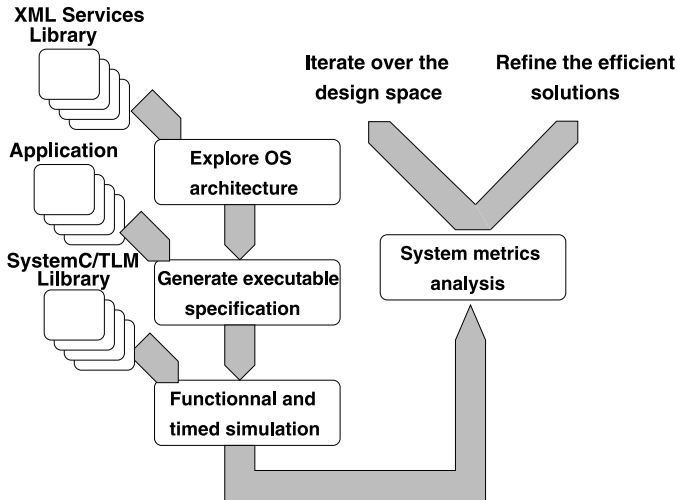 XML Services
Library
Explore OS
architecture
Application
Generate executable
specification
SystemC/TLM
Lilbrary
Functionnal and
timed simulation
Iterate over the
design space
Refine the efficient
solutions
System metrics
analysis